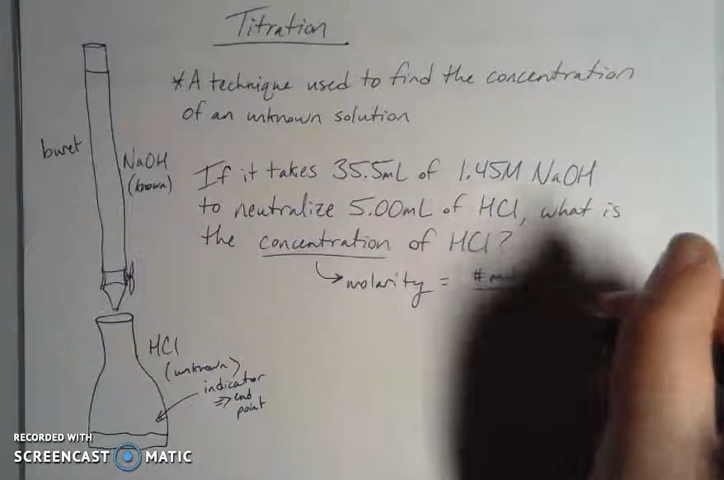 Titration
*A technique used to find the concentration
of an unknown solution
buret
NaOH
(known)
If it takes 35.5mL of 1.45M NaOH
to neutralize 5.00mL of HCl, what is
the concentration of HCl?
↳ molarity = #
HCl
(unknown)
indicator
⇒ end
point
RECORDED WITH
SCREENCAST MATIC